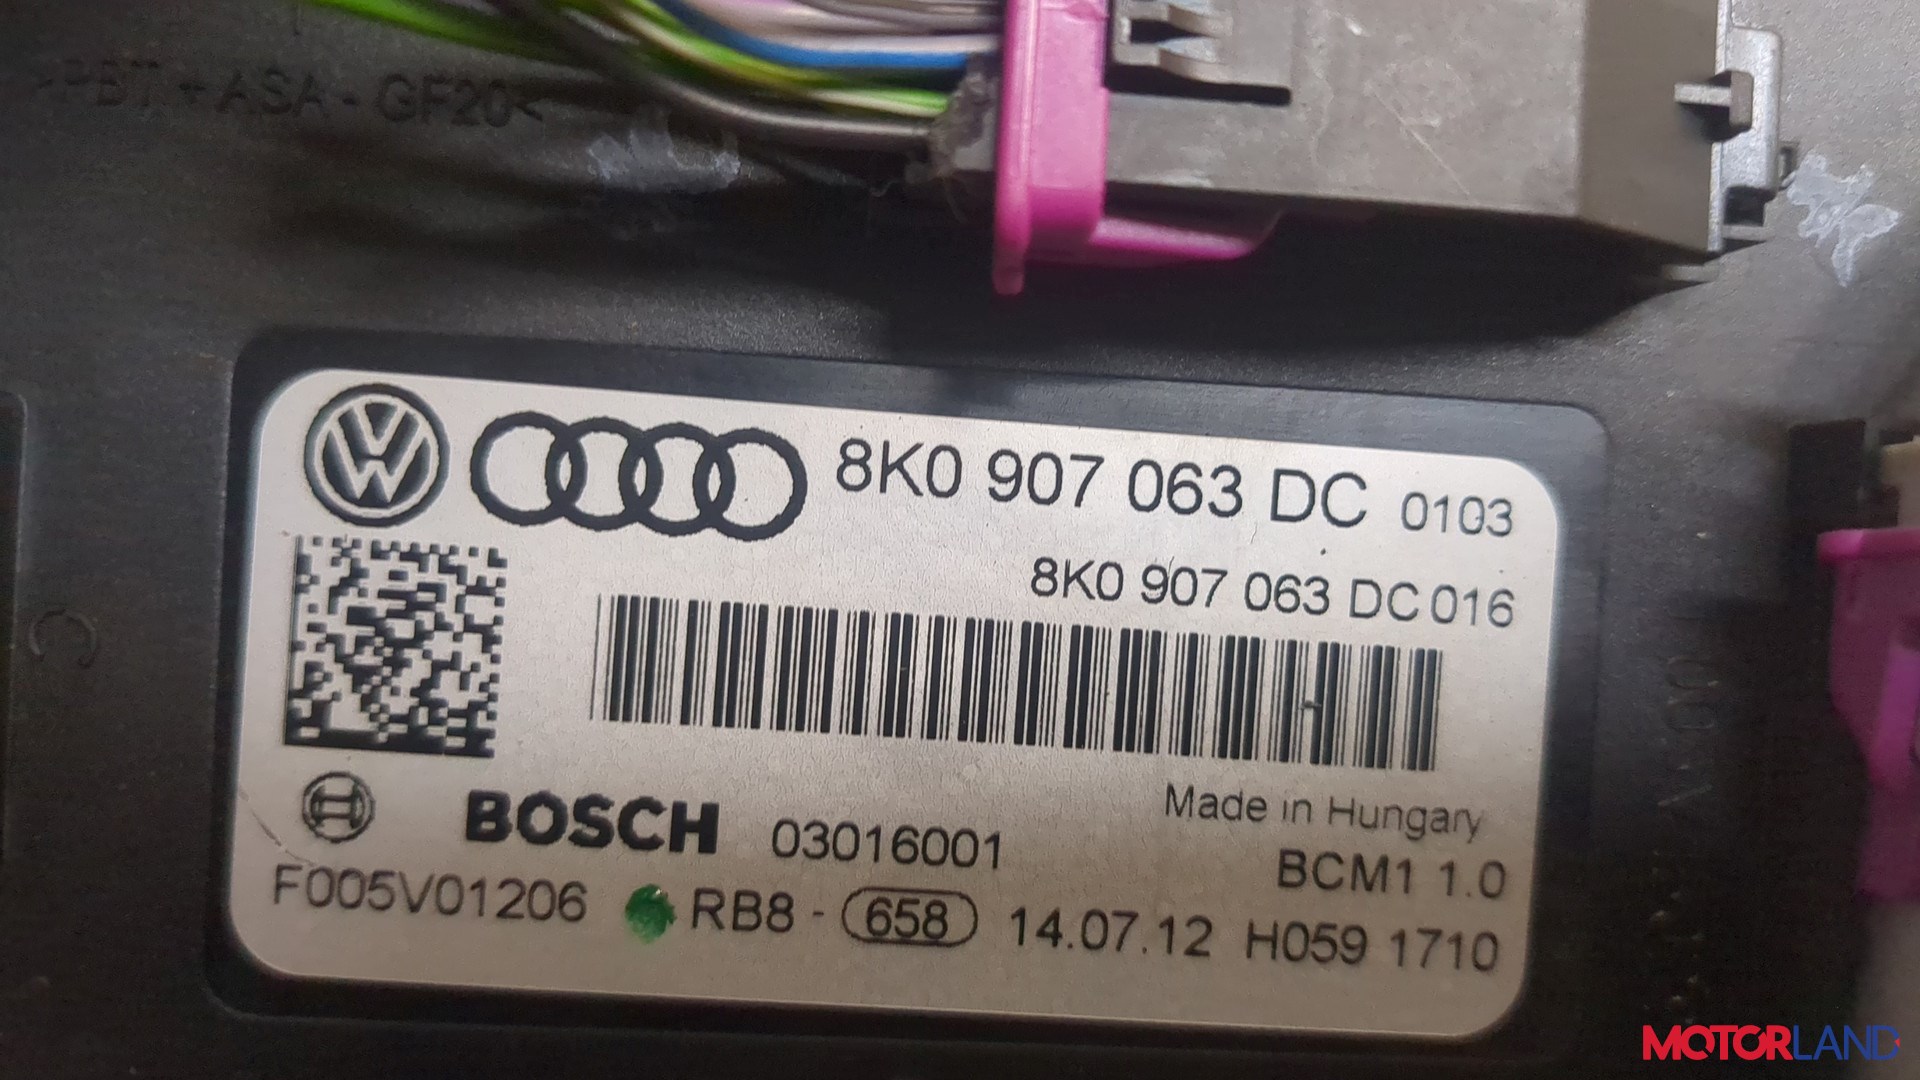 >PBT+ASA-GF20<
8K0 907 063 DC 0103
8K0 907 063 DC 016
Made in Hungary
BOSCH 03016001
BCM1 1.0
F005V01206 RB8 - 658 14.07.12 H059 1710
MOTORLAND